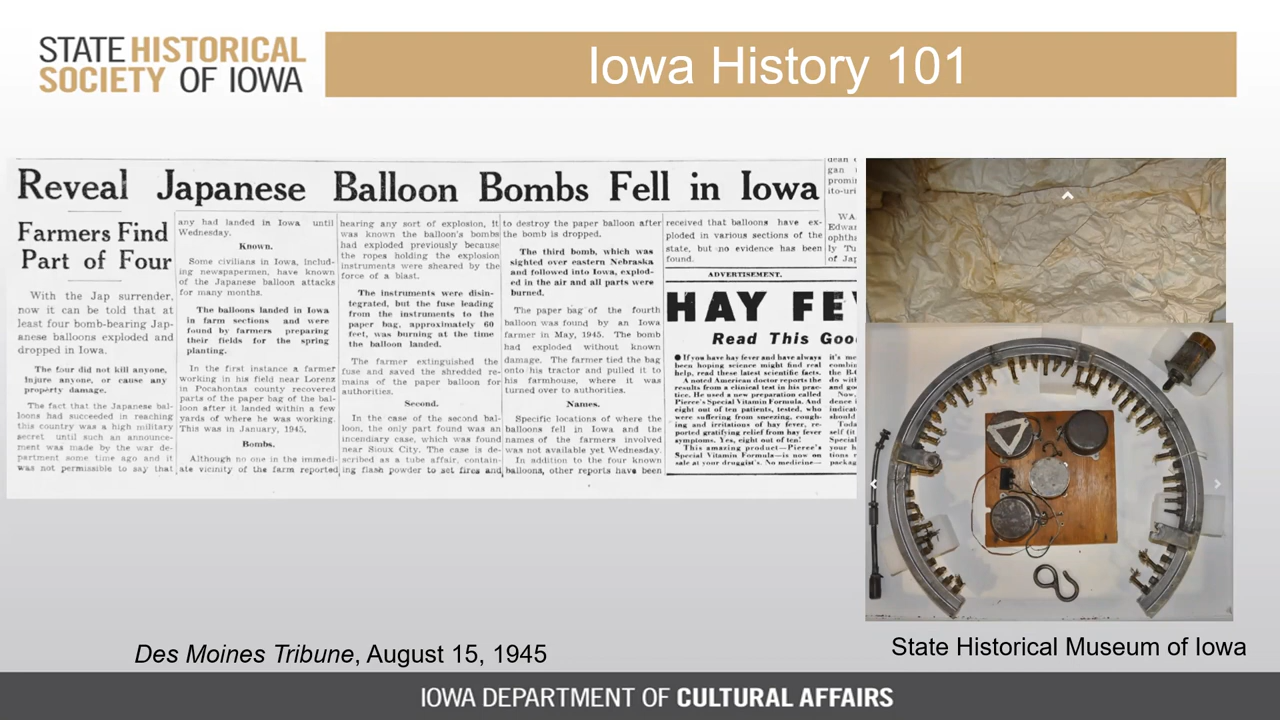 STATE HISTORICAL
SOCIETY OF IOWA
Iowa History 101
Reveal Japanese Balloon Bombs Fell in Iowa
Farmers Find
Part of Four
With the Jap surrender,
now it can be told that at
least four bomb-bearing Jap-
anese balloons exploded and
dropped in Iowa.
The four did not kill anyone,
injure anyone, or cause any
property damage.
The fact that the Japanese bal-
loons had succeeded in reaching
this country was a high military
secret until such an announce-
ment was made by the war de-
partment some time ago and it
was not permissible to say that
any had landed in Iowa until
Wednesday.
Known.
Some civilians in Iowa, includ-
ing newspapermen, have known
of the Japanese balloon attacks
for many months.
The balloons landed in Iowa
in farm sections and were
found by farmers preparing
their fields for the spring
planting.
In the first instance a farmer
working in his field near Lorenz
in Pocahontas county recovered
parts of the paper bag of the bal-
loon after it landed within a few
yards of where he was working.
This was in January, 1945.
Bombs.
Although no one in the immedi-
ate vicinity of the farm reported
hearing any sort of explosion, it
was known the balloon's bombs
had exploded previously because
the ropes holding the explosion
instruments were sheared by the
force of a blast.
The instruments were disin-
tegrated, but the fuse leading
from the instruments to the
paper bag, approximately 60
feet, was burning at the time
the balloon landed.
The farmer extinguished the
fuse and saved the shredded re-
mains of the paper balloon for
authorities.
Second.
In the case of the second bal-
loon, the only part found was an
incendiary case, which was found
near Sioux City. The case is de-
scribed as a tube affair, contain-
ing flash powder to set fires and
to destroy the paper balloon after
the bomb is dropped.
The third bomb, which was
sighted over eastern Nebraska
and followed into Iowa, explod-
ed in the air and all parts were
burned.
The paper bag of the fourth
balloon was found by an Iowa
farmer in May, 1945. The bomb
had exploded without known
damage. The farmer tied the bag
onto his tractor and pulled it to
his farmhouse, where it was
turned over to authorities.
Names.
Specific locations of where the
balloons fell in Iowa and the
names of the farmers involved
was not available yet Wednesday.
In addition to the four known
balloons, other reports have been
received that balloons have ex-
ploded in various sections of the
state, but no evidence has been
found.
ADVERTISEMENT.
HAY FE
Read This Goo
If you have hay fever and have always
been hoping science might find real
help, read these latest scientific facts.
A noted American doctor reports the
results from a clinical test in his prac-
tice. He used a new preparation called
Pierce's Special Vitamin Formula. And
eight out of ten patients, tested, who
were suffering from sneezing, cough-
ing and irritations of hay fever, re-
ported gratifying relief from hay fever
symptoms. Yes, eight out of ten!
This amazing product—Pierce's
Special Vitamin Formula—is now on
sale at your druggist's. No medicine—
Des Moines Tribune, August 15, 1945
State Historical Museum of Iowa
IOWA DEPARTMENT OF CULTURAL AFFAIRS